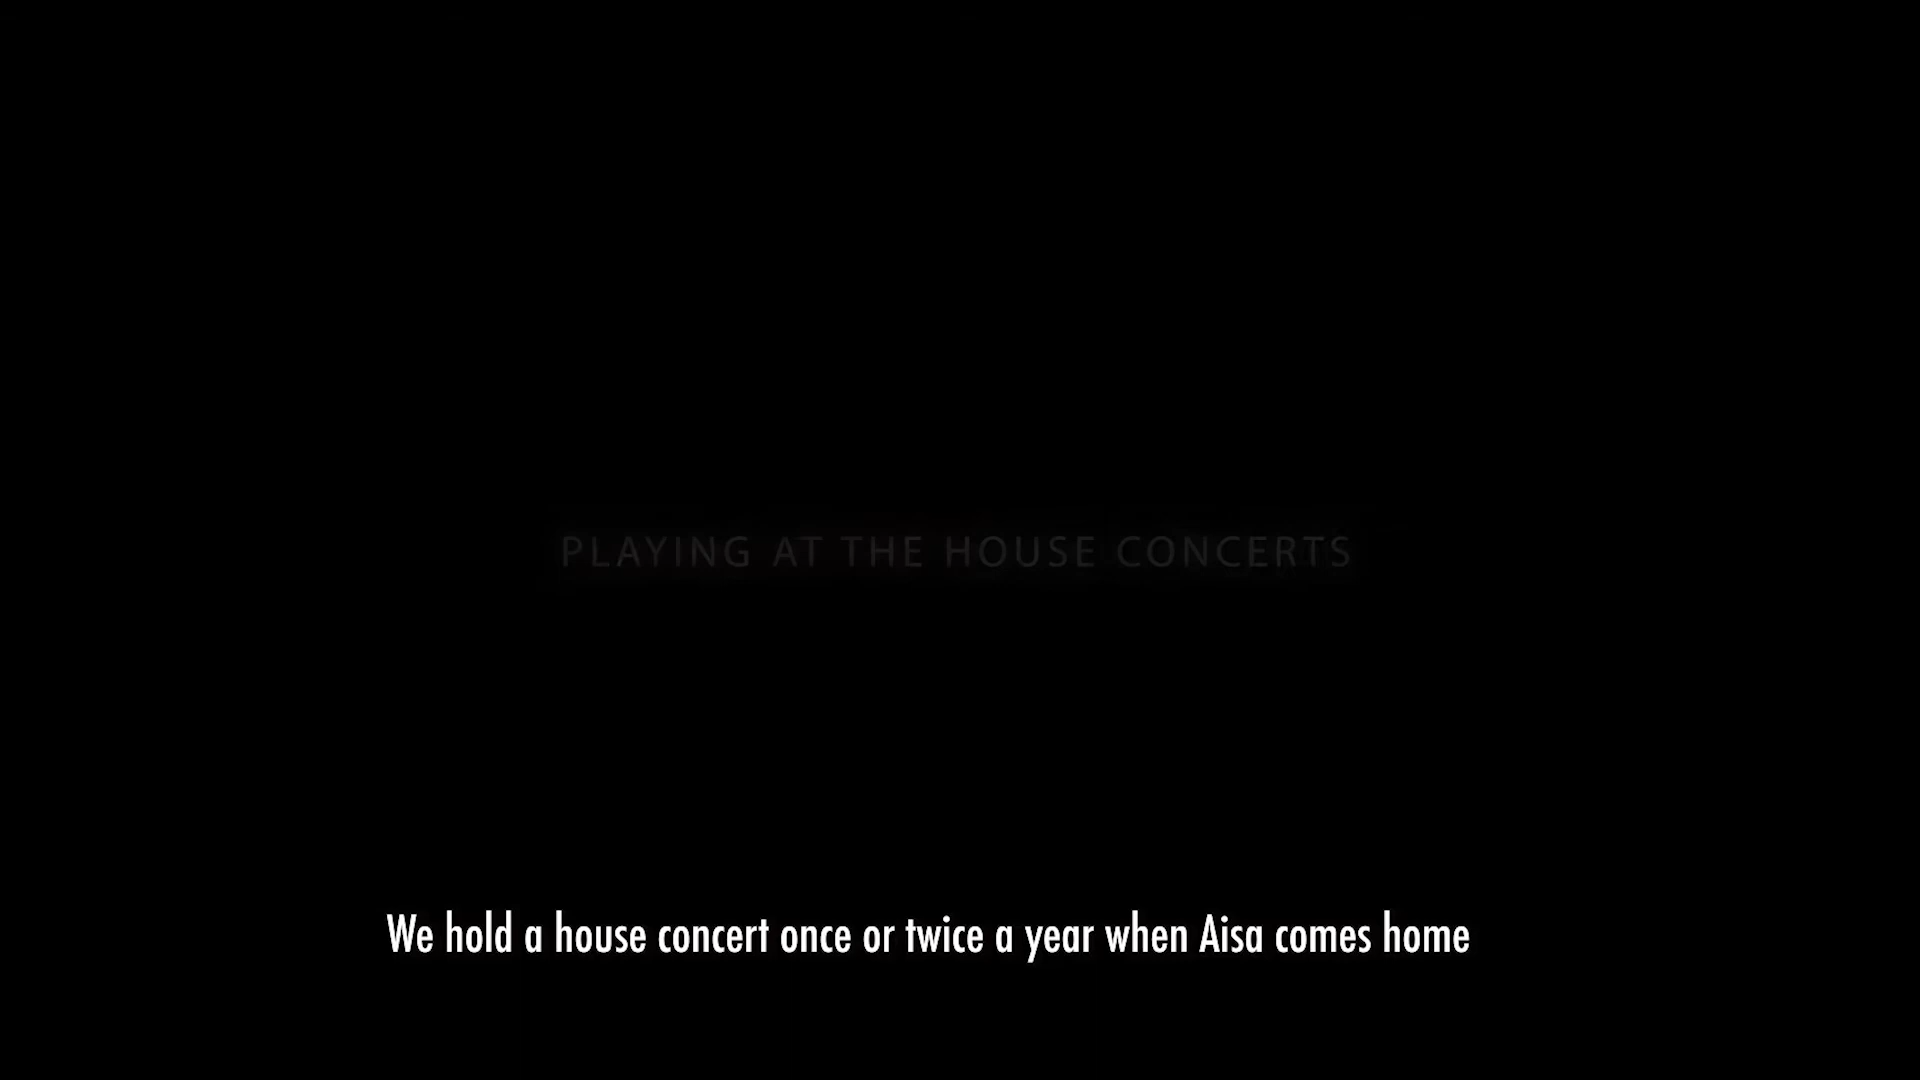 PLAYING AT THE HOUSE CONCERTS
We hold a house concert once or twice a year when Aisa comes home